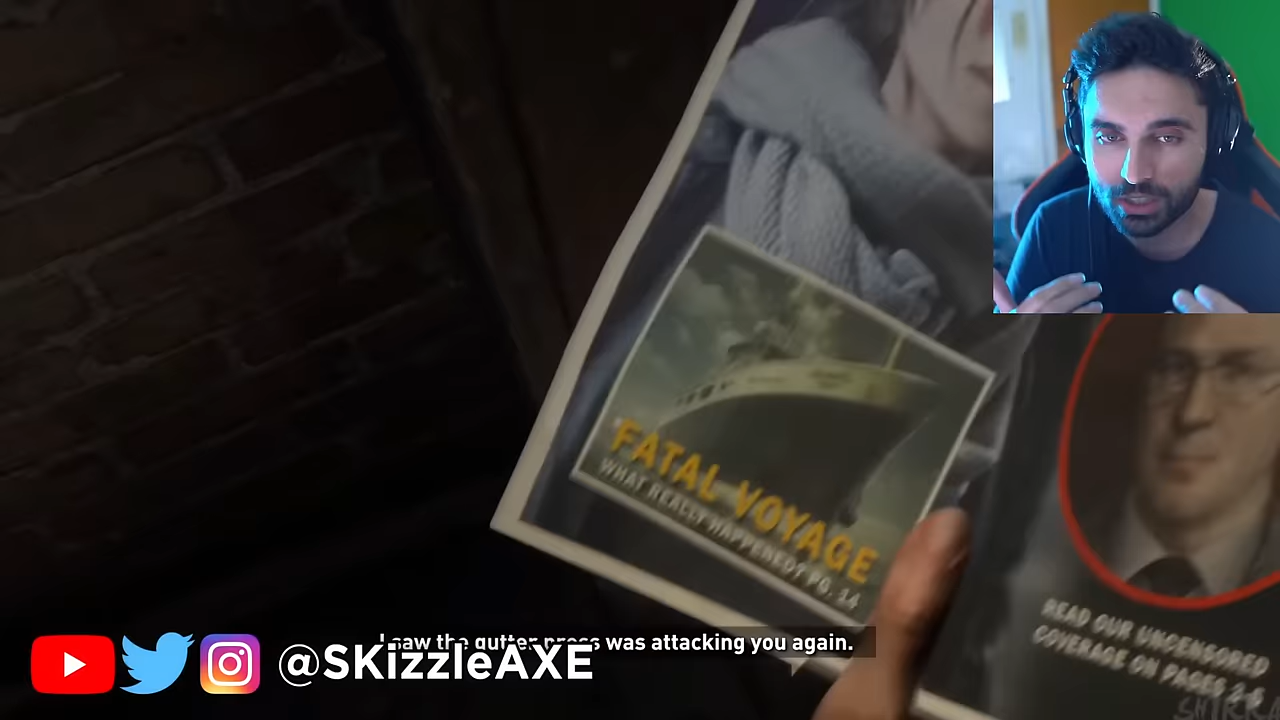 FATAL VOYAGE
WHAT REALLY HAPPENED? PG. 14
READ OUR UNCENSORED
COVERAGE ON PAGES 2-5
I saw the gutter press was attacking you again.
@SKizzleAXE